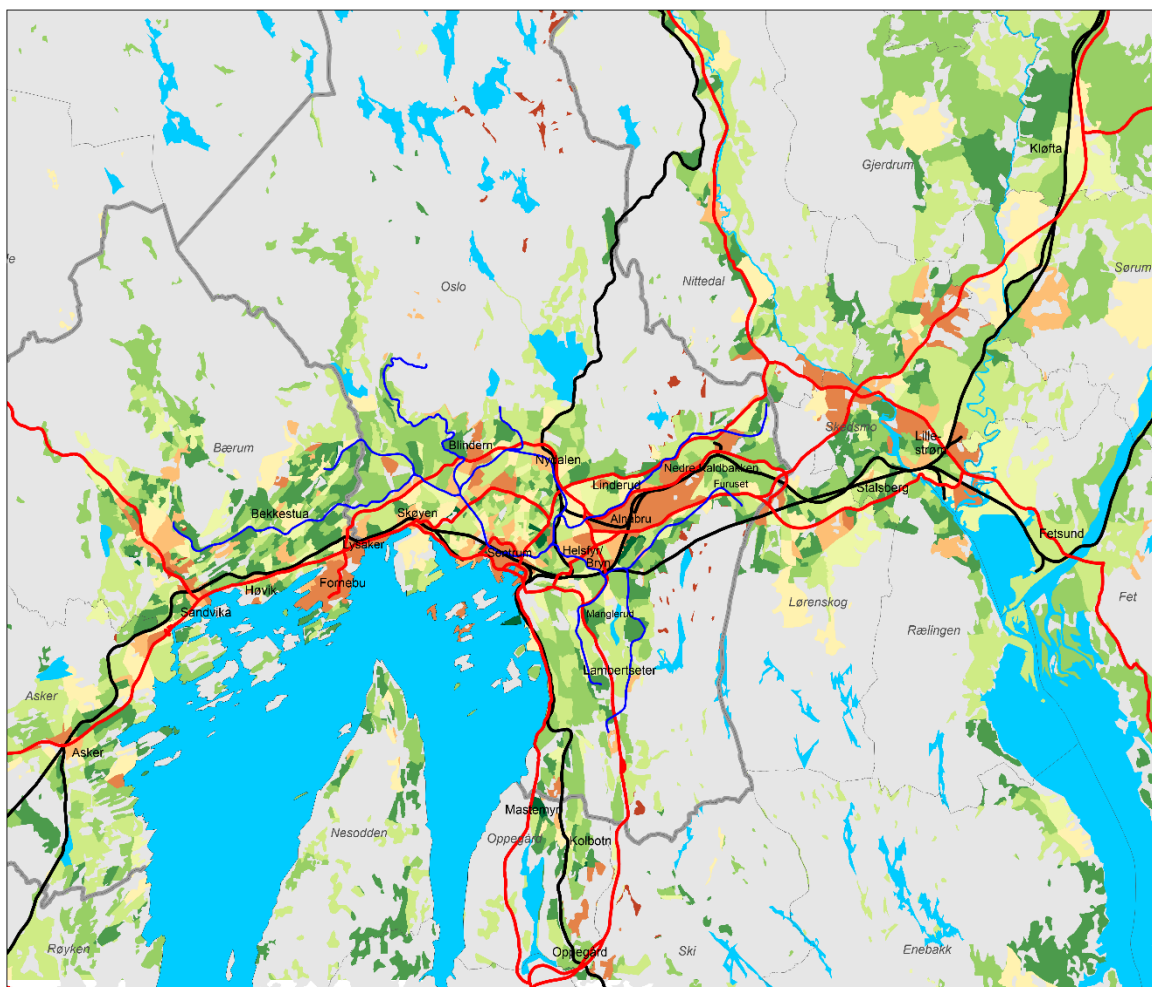 Kløfta
Gjerdrum
le
Sørum
Oslo
Nittedal
Skedsmo
Lille-
strøm
Bærum
Blindern
Nydalen
Nedre Kaldbakken
Linderud
Furuset
Stalsberg
Bekkestua
Skøyen
Alnabru
Lysaker
Sentrum
Helsfyr/
Bryn
Fetsund
Fornebu
Høvik
Sandvika
Manglerud
Lørenskog
Fet
Rælingen
Lambertseter
Asker
Asker
Mastemyr
Nesodden
Oppegård
Kolbotn
Røyken
Oppegård
Ski
Enebakk